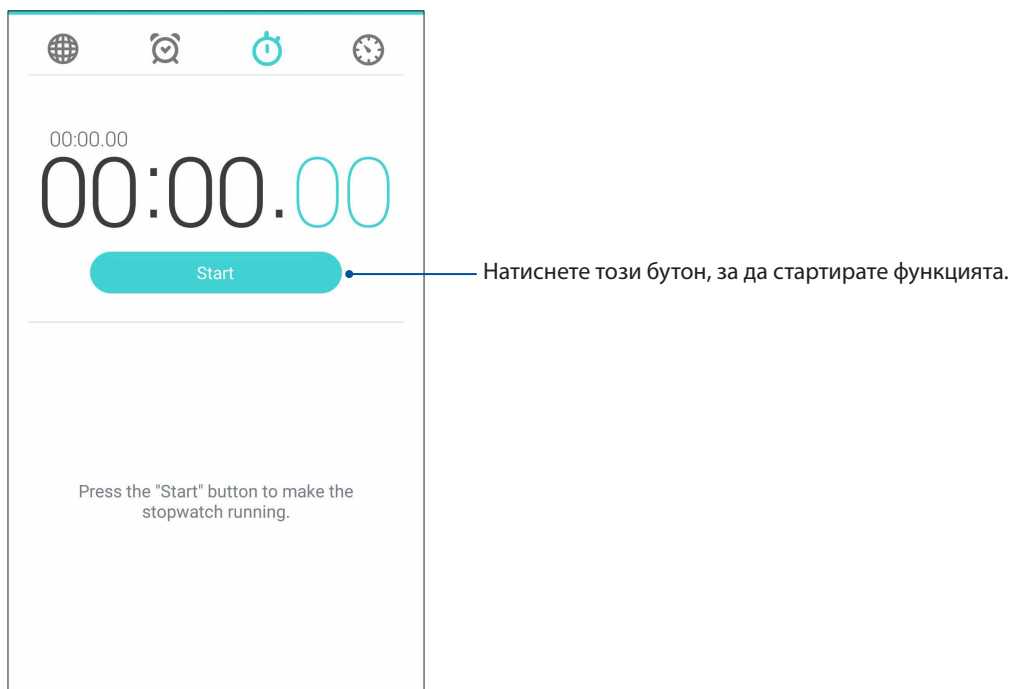 00:00.00
00:00.00
Start
Натиснете този бутон, за да стартирате функцията.
Press the "Start" button to make the
stopwatch running.